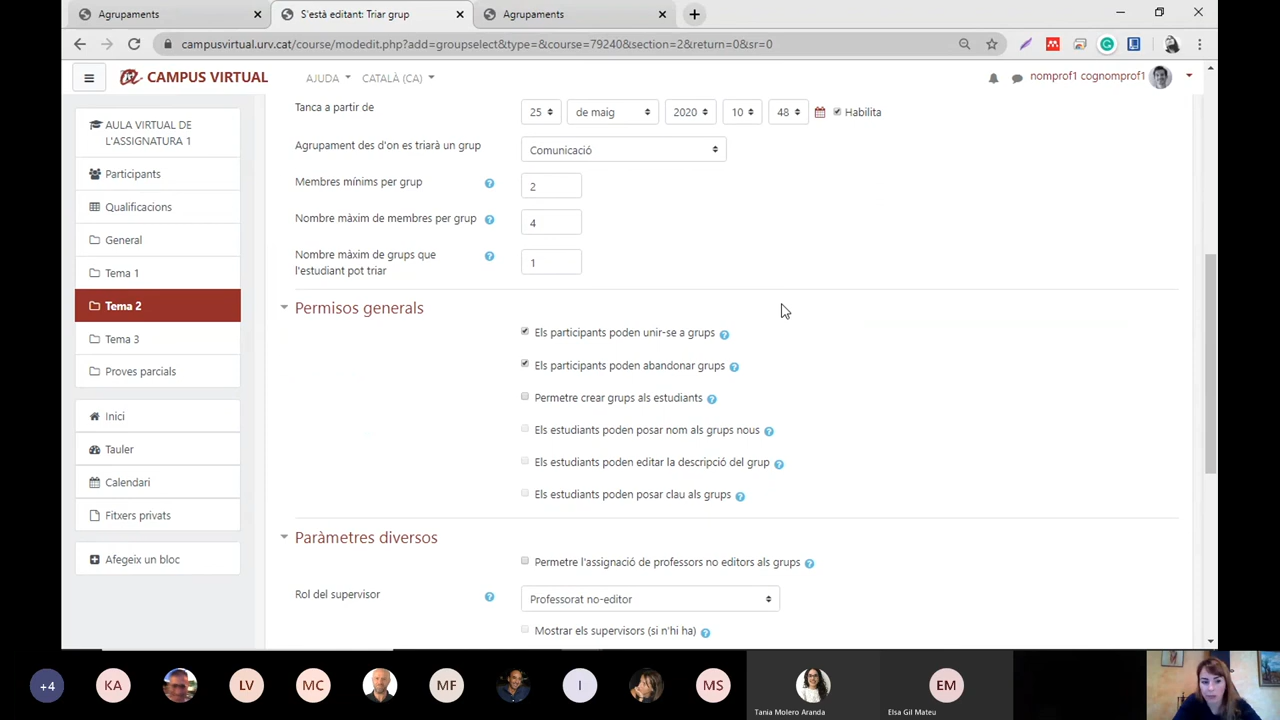 Agrupaments
S'està editant: Triar grup
Agrupaments
campusvirtual.urv.cat/course/modedit.php?add=groupselect&type=&course=79240&section=2&return=0&sr=0
CAMPUS VIRTUAL
AJUDA
CATALÀ (CA)
nomprof1 cognomprof1
AULA VIRTUAL DE
L'ASSIGNATURA 1
Participants
Qualificacions
General
Tema 1
Tema 2
Tema 3
Proves parcials
Inici
Tauler
Calendari
Fitxers privats
Afegeix un bloc
Tanca a partir de
25
de maig
2020
10
48
Habilita
Agrupament des d'on es triarà un grup
Comunicació
Membres mínims per grup
2
Nombre màxim de membres per grup
4
Nombre màxim de grups que
l'estudiant pot triar
1
Permisos generals
Els participants poden unir-se a grups
Els participants poden abandonar grups
Permetre crear grups als estudiants
Els estudiants poden posar nom als grups nous
Els estudiants poden editar la descripció del grup
Els estudiants poden posar clau als grups
Paràmetres diversos
Permetre l'assignació de professors no editors als grups
Rol del supervisor
Professorat no-editor
Mostrar els supervisors (si n'hi ha)
+4
KA
LV
MC
MF
I
MS
Tania Molero Aranda
EM
Elsa Gil Mateu